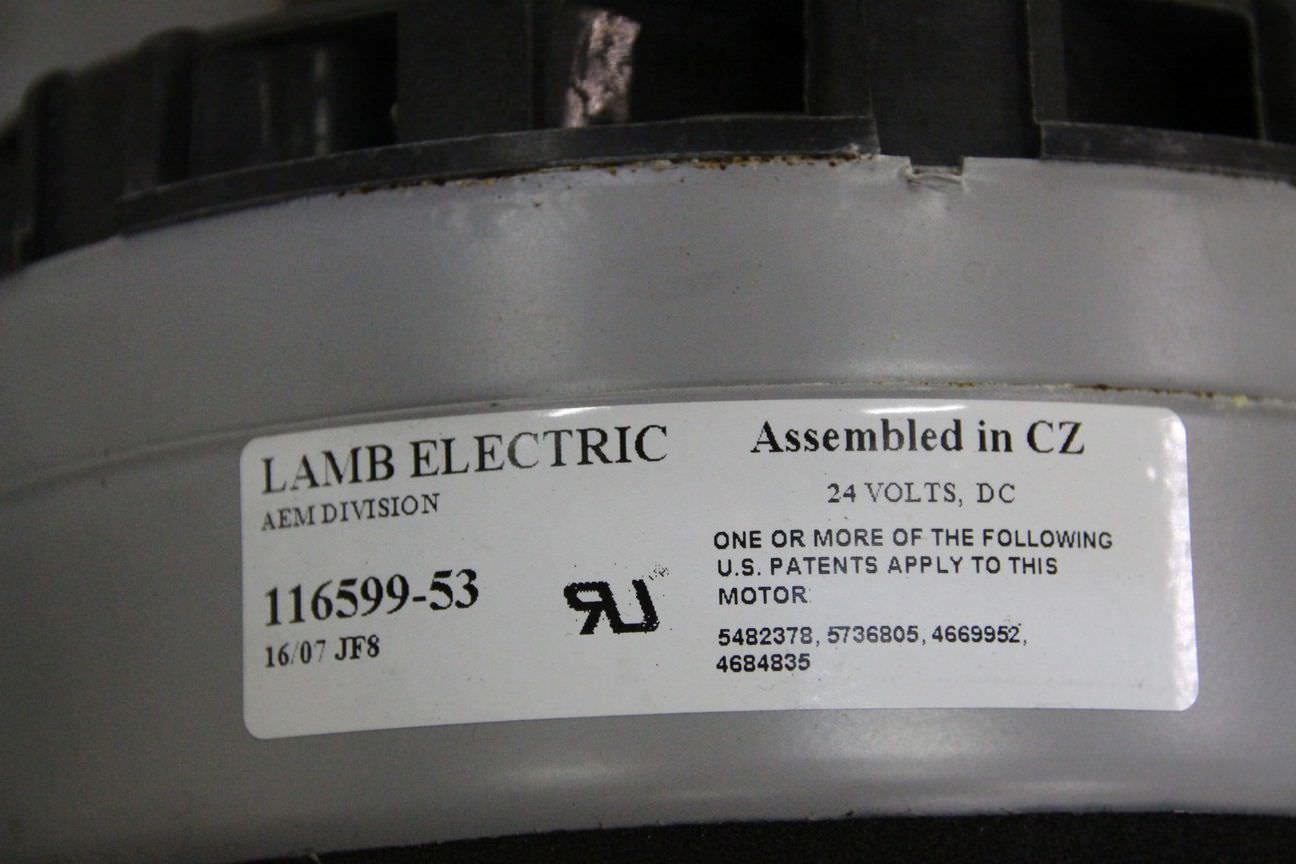 LAMB ELECTRIC
AEM DIVISION
116599-53
16/07 JF8
Assembled in CZ
24 VOLTS, DC
ONE OR MORE OF THE FOLLOWING
U.S. PATENTS APPLY TO THIS
MOTOR:
5482378, 5736805, 4669952,
4684835